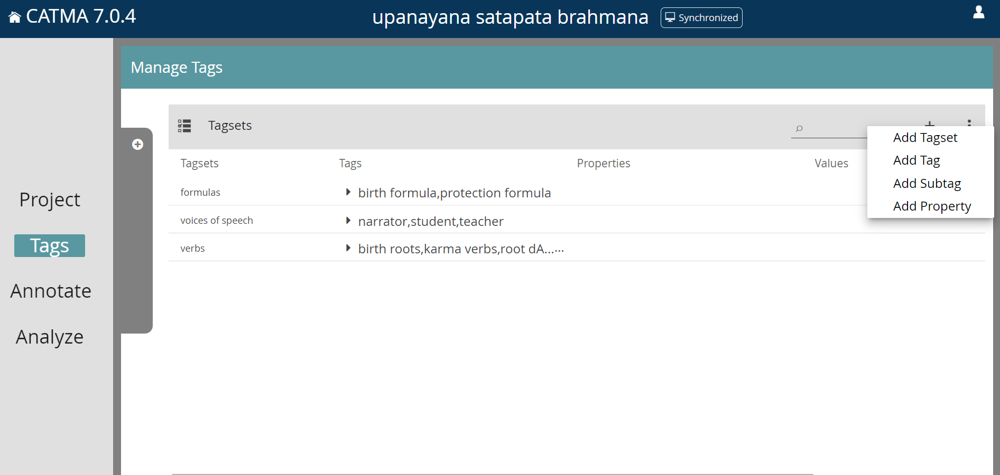 CATMA 7.0.4
upanayana satapata brahmana
Synchronized
Manage Tags
Tagsets
Add Tagset
Add Tag
Add Subtag
Add Property
Tagsets Tags Properties Values
formulas birth formula,protection formula
voices of speech narrator,student,teacher
verbs birth roots,karma verbs,root dA...···
Project
Tags
Annotate
Analyze